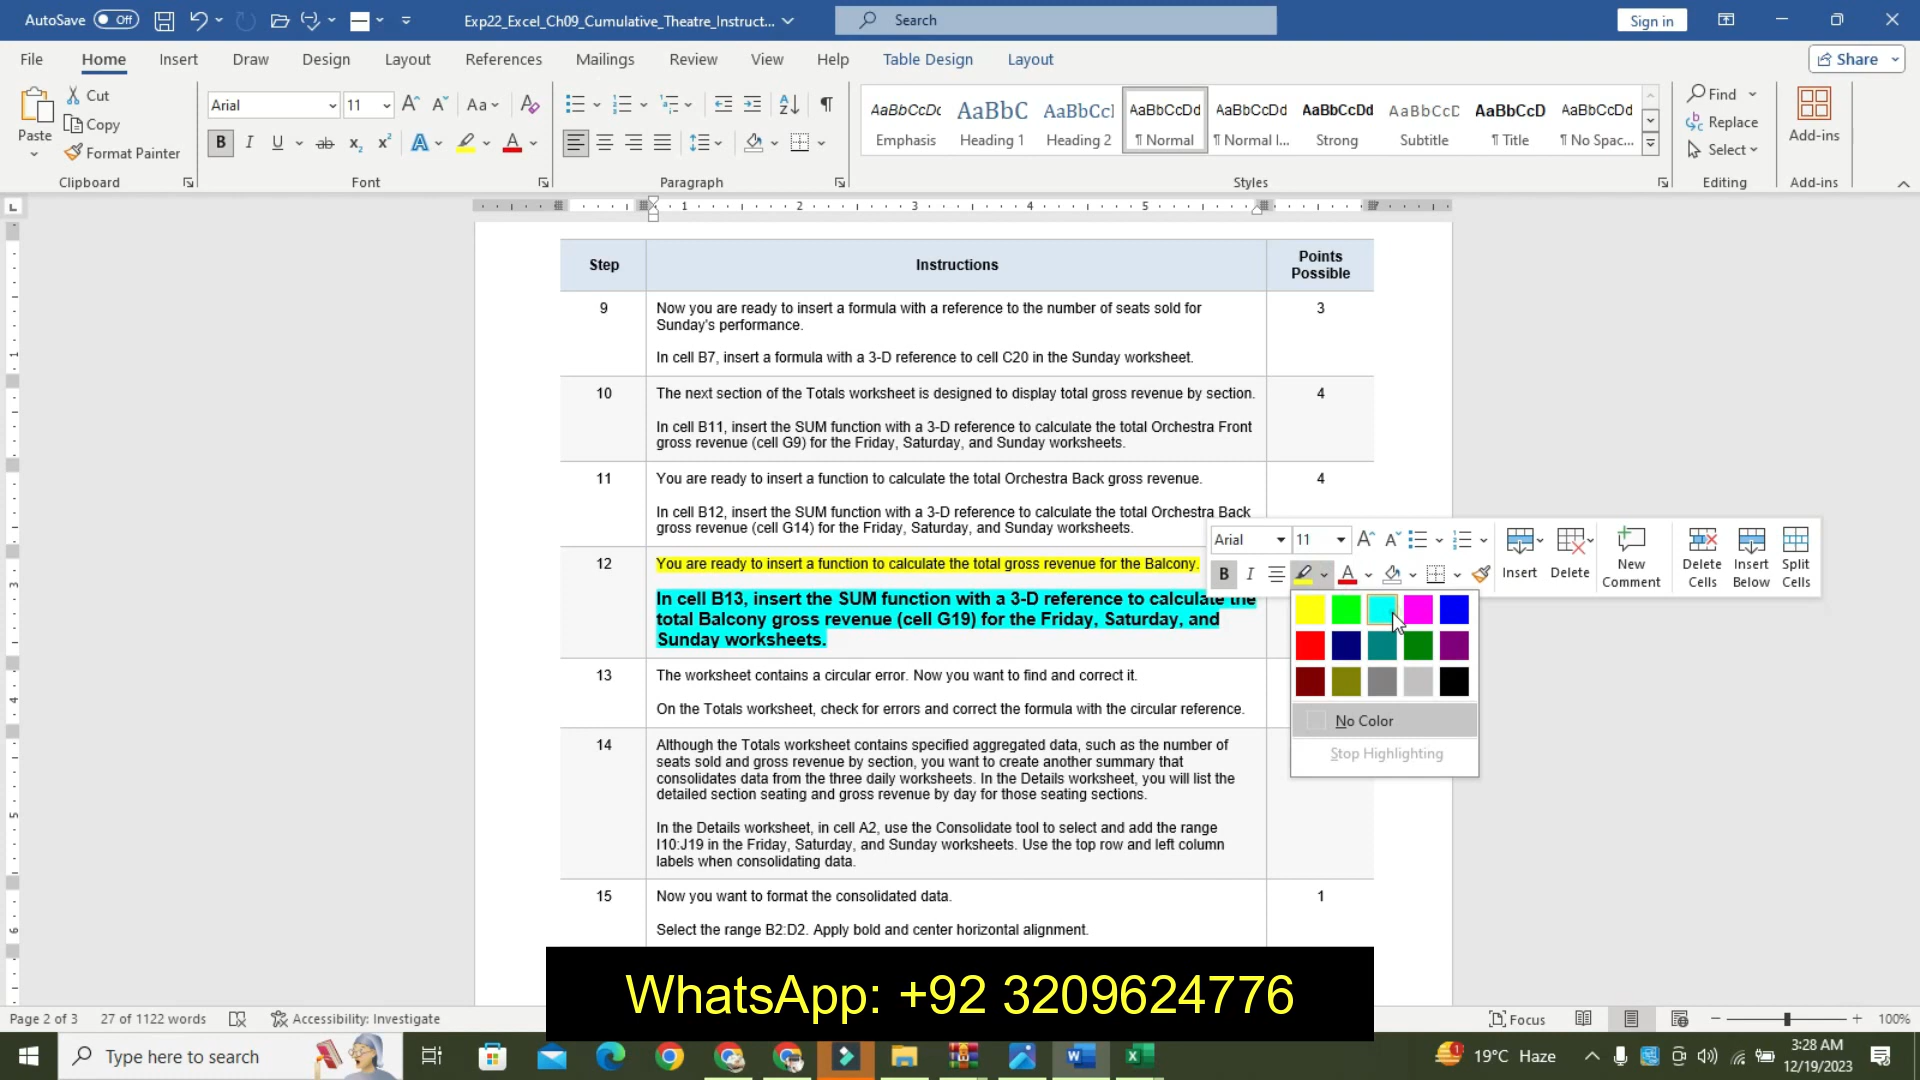 AutoSave Off
Exp22_Excel_Ch09_Cumulative_Theatre_Instruct...
Search
Sign in
File Home Insert Draw Design Layout References Mailings Review View Help Table Design Layout
Share
Paste
Cut
Copy
Format Painter
Clipboard
Arial 11
Font
Paragraph
AaBbCcDc AaBbC AaBbCcl AaBbCcDd AaBbCcDd AaBbCcDd AaBbCcD AaBbCcD AaBbCcDd
Emphasis Heading 1 Heading 2 ¶ Normal ¶ Normal I... Strong Subtitle ¶ Title ¶ No Spac...
Styles
Find
Replace
Select
Editing
Add-ins
Add-ins
1 2 3 4 5
Step Instructions Points Possible
9 Now you are ready to insert a formula with a reference to the number of seats sold for 3
Sunday's performance.
In cell B7, insert a formula with a 3-D reference to cell C20 in the Sunday worksheet.
10 The next section of the Totals worksheet is designed to display total gross revenue by section. 4
In cell B11, insert the SUM function with a 3-D reference to calculate the total Orchestra Front
gross revenue (cell G9) for the Friday, Saturday, and Sunday worksheets.
11 You are ready to insert a function to calculate the total Orchestra Back gross revenue. 4
In cell B12, insert the SUM function with a 3-D reference to calculate the total Orchestra Back
gross revenue (cell G14) for the Friday, Saturday, and Sunday worksheets.
12 You are ready to insert a function to calculate the total gross revenue for the Balcony.
In cell B13, insert the SUM function with a 3-D reference to calculate the
total Balcony gross revenue (cell G19) for the Friday, Saturday, and
Sunday worksheets.
Arial 11
Insert Delete New Comment Delete Cells Insert Below Split Cells
No Color
Stop Highlighting
13 The worksheet contains a circular error. Now you want to find and correct it.
On the Totals worksheet, check for errors and correct the formula with the circular reference.
14 Although the Totals worksheet contains specified aggregated data, such as the number of
seats sold and gross revenue by section, you want to create another summary that
consolidates data from the three daily worksheets. In the Details worksheet, you will list the
detailed section seating and gross revenue by day for those seating sections.
In the Details worksheet, in cell A2, use the Consolidate tool to select and add the range
I10:J19 in the Friday, Saturday, and Sunday worksheets. Use the top row and left column
labels when consolidating data.
15 Now you want to format the consolidated data. 1
Select the range B2:D2. Apply bold and center horizontal alignment.
WhatsApp: +92 3209624776
Page 2 of 3 27 of 1122 words Accessibility: Investigate
Focus
100%
Type here to search
19°C Haze
3:28 AM
12/19/2023